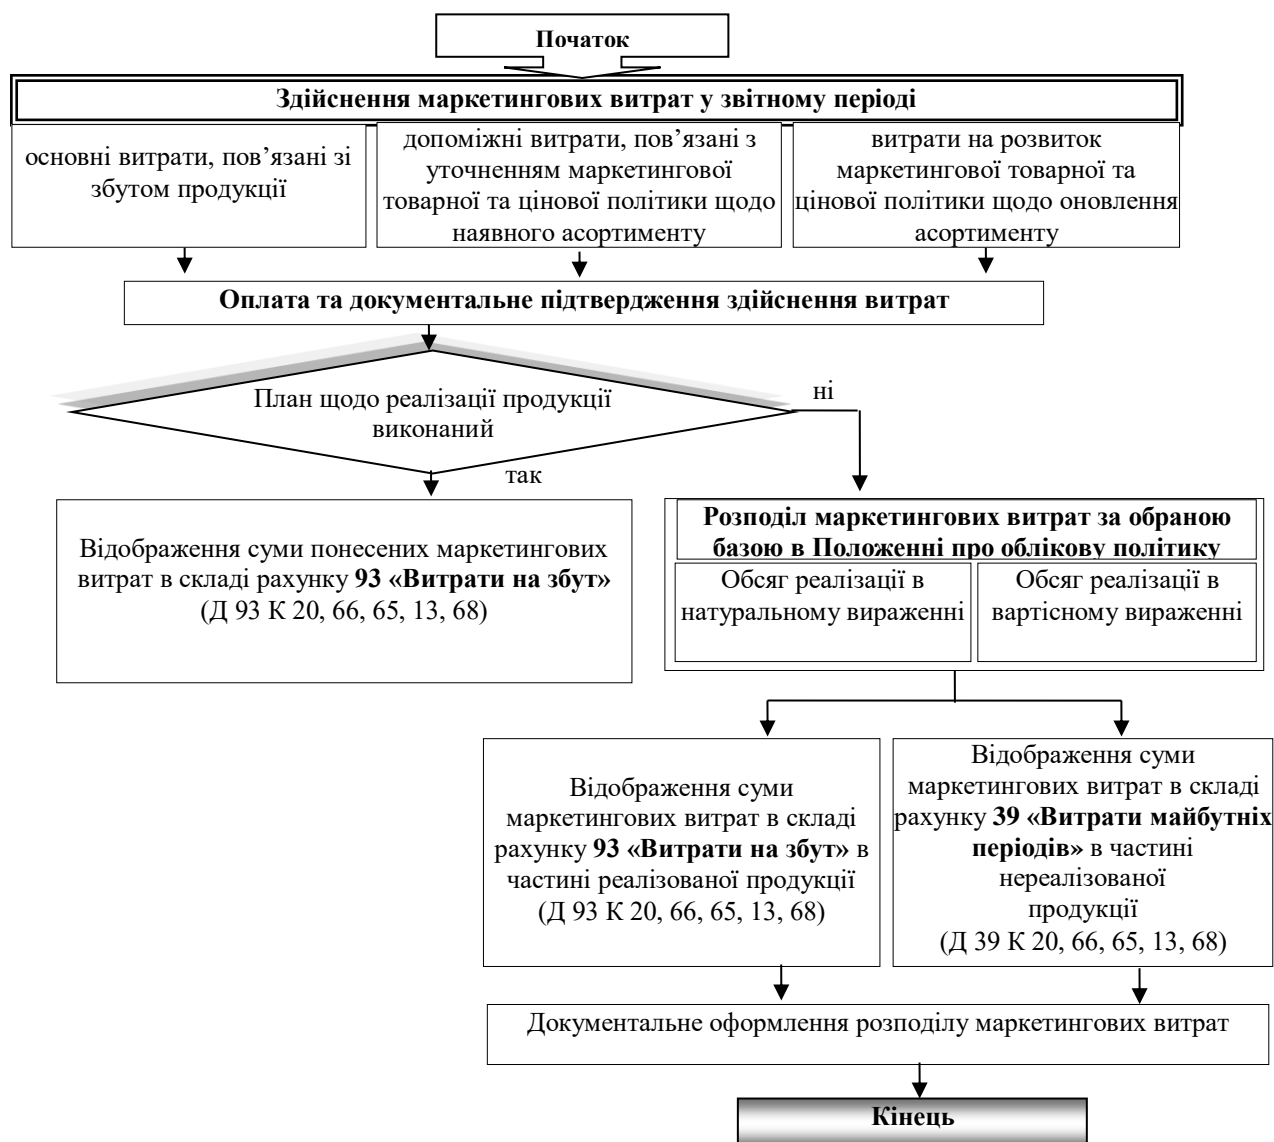 Початок
Здійснення маркетингових витрат у звітному періоді
основні витрати, пов’язані зі
збутом продукції
допоміжні витрати, пов’язані з
уточненням маркетингової
товарної та цінової політики щодо
наявного асортименту
витрати на розвиток
маркетингової товарної та
цінової політики щодо оновлення
асортименту
Оплата та документальне підтвердження здійснення витрат
План щодо реалізації продукції
виконаний
ні
так
Відображення суми понесених маркетингових
витрат в складі рахунку 93 «Витрати на збут»
(Д 93 К 20, 66, 65, 13, 68)
Розподіл маркетингових витрат за обраною
базою в Положенні про облікову політику
Обсяг реалізації в
натуральному вираженні
Обсяг реалізації в
вартісному вираженні
Відображення суми
маркетингових витрат в складі
рахунку 93 «Витрати на збут» в
частині реалізованої продукції
(Д 93 К 20, 66, 65, 13, 68)
Відображення суми
маркетингових витрат в складі
рахунку 39 «Витрати майбутніх
періодів» в частині
нереалізованої
продукції
(Д 39 К 20, 66, 65, 13, 68)
Документальне оформлення розподілу маркетингових витрат
Кінець